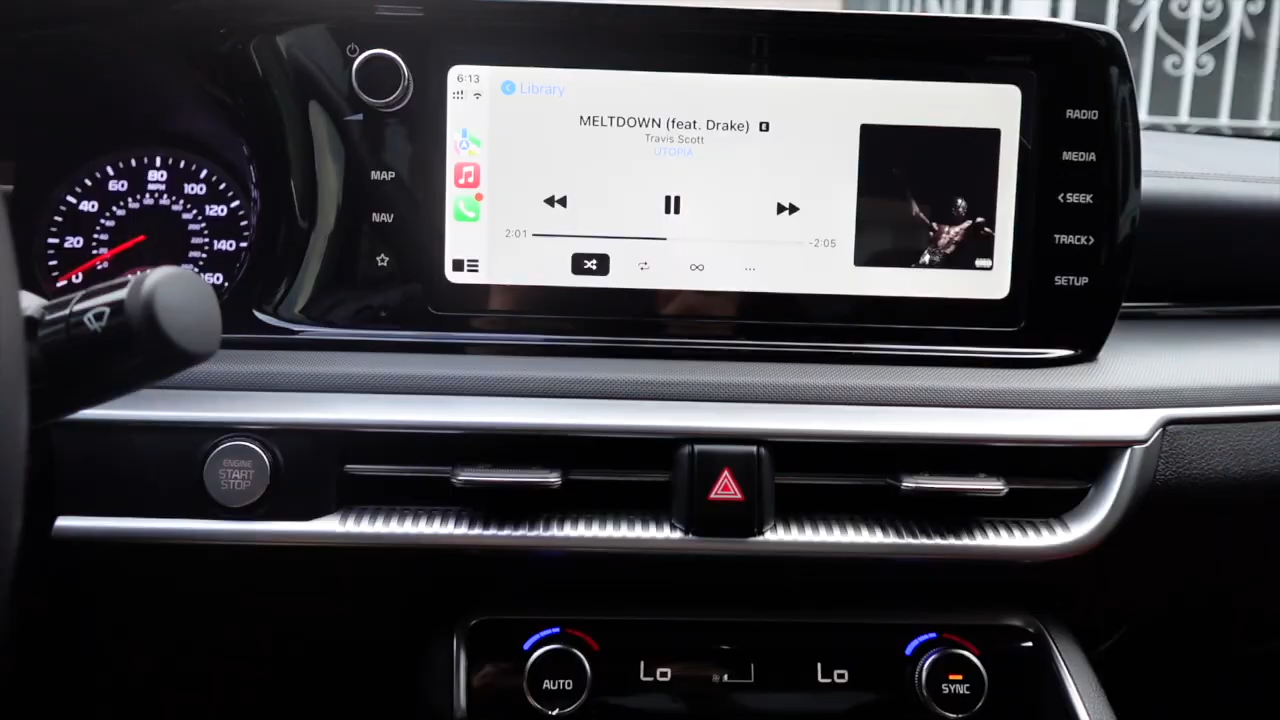 6:13
Library
MELTDOWN (feat. Drake) E
Travis Scott
UTOPIA
2:01
-2:05
MAP
NAV
RADIO
MEDIA
<SEEK
TRACK>
SETUP
0
20
40
60
80
100
120
140
160
MPH
ENGINE
START
STOP
AUTO
Lo
Lo
SYNC